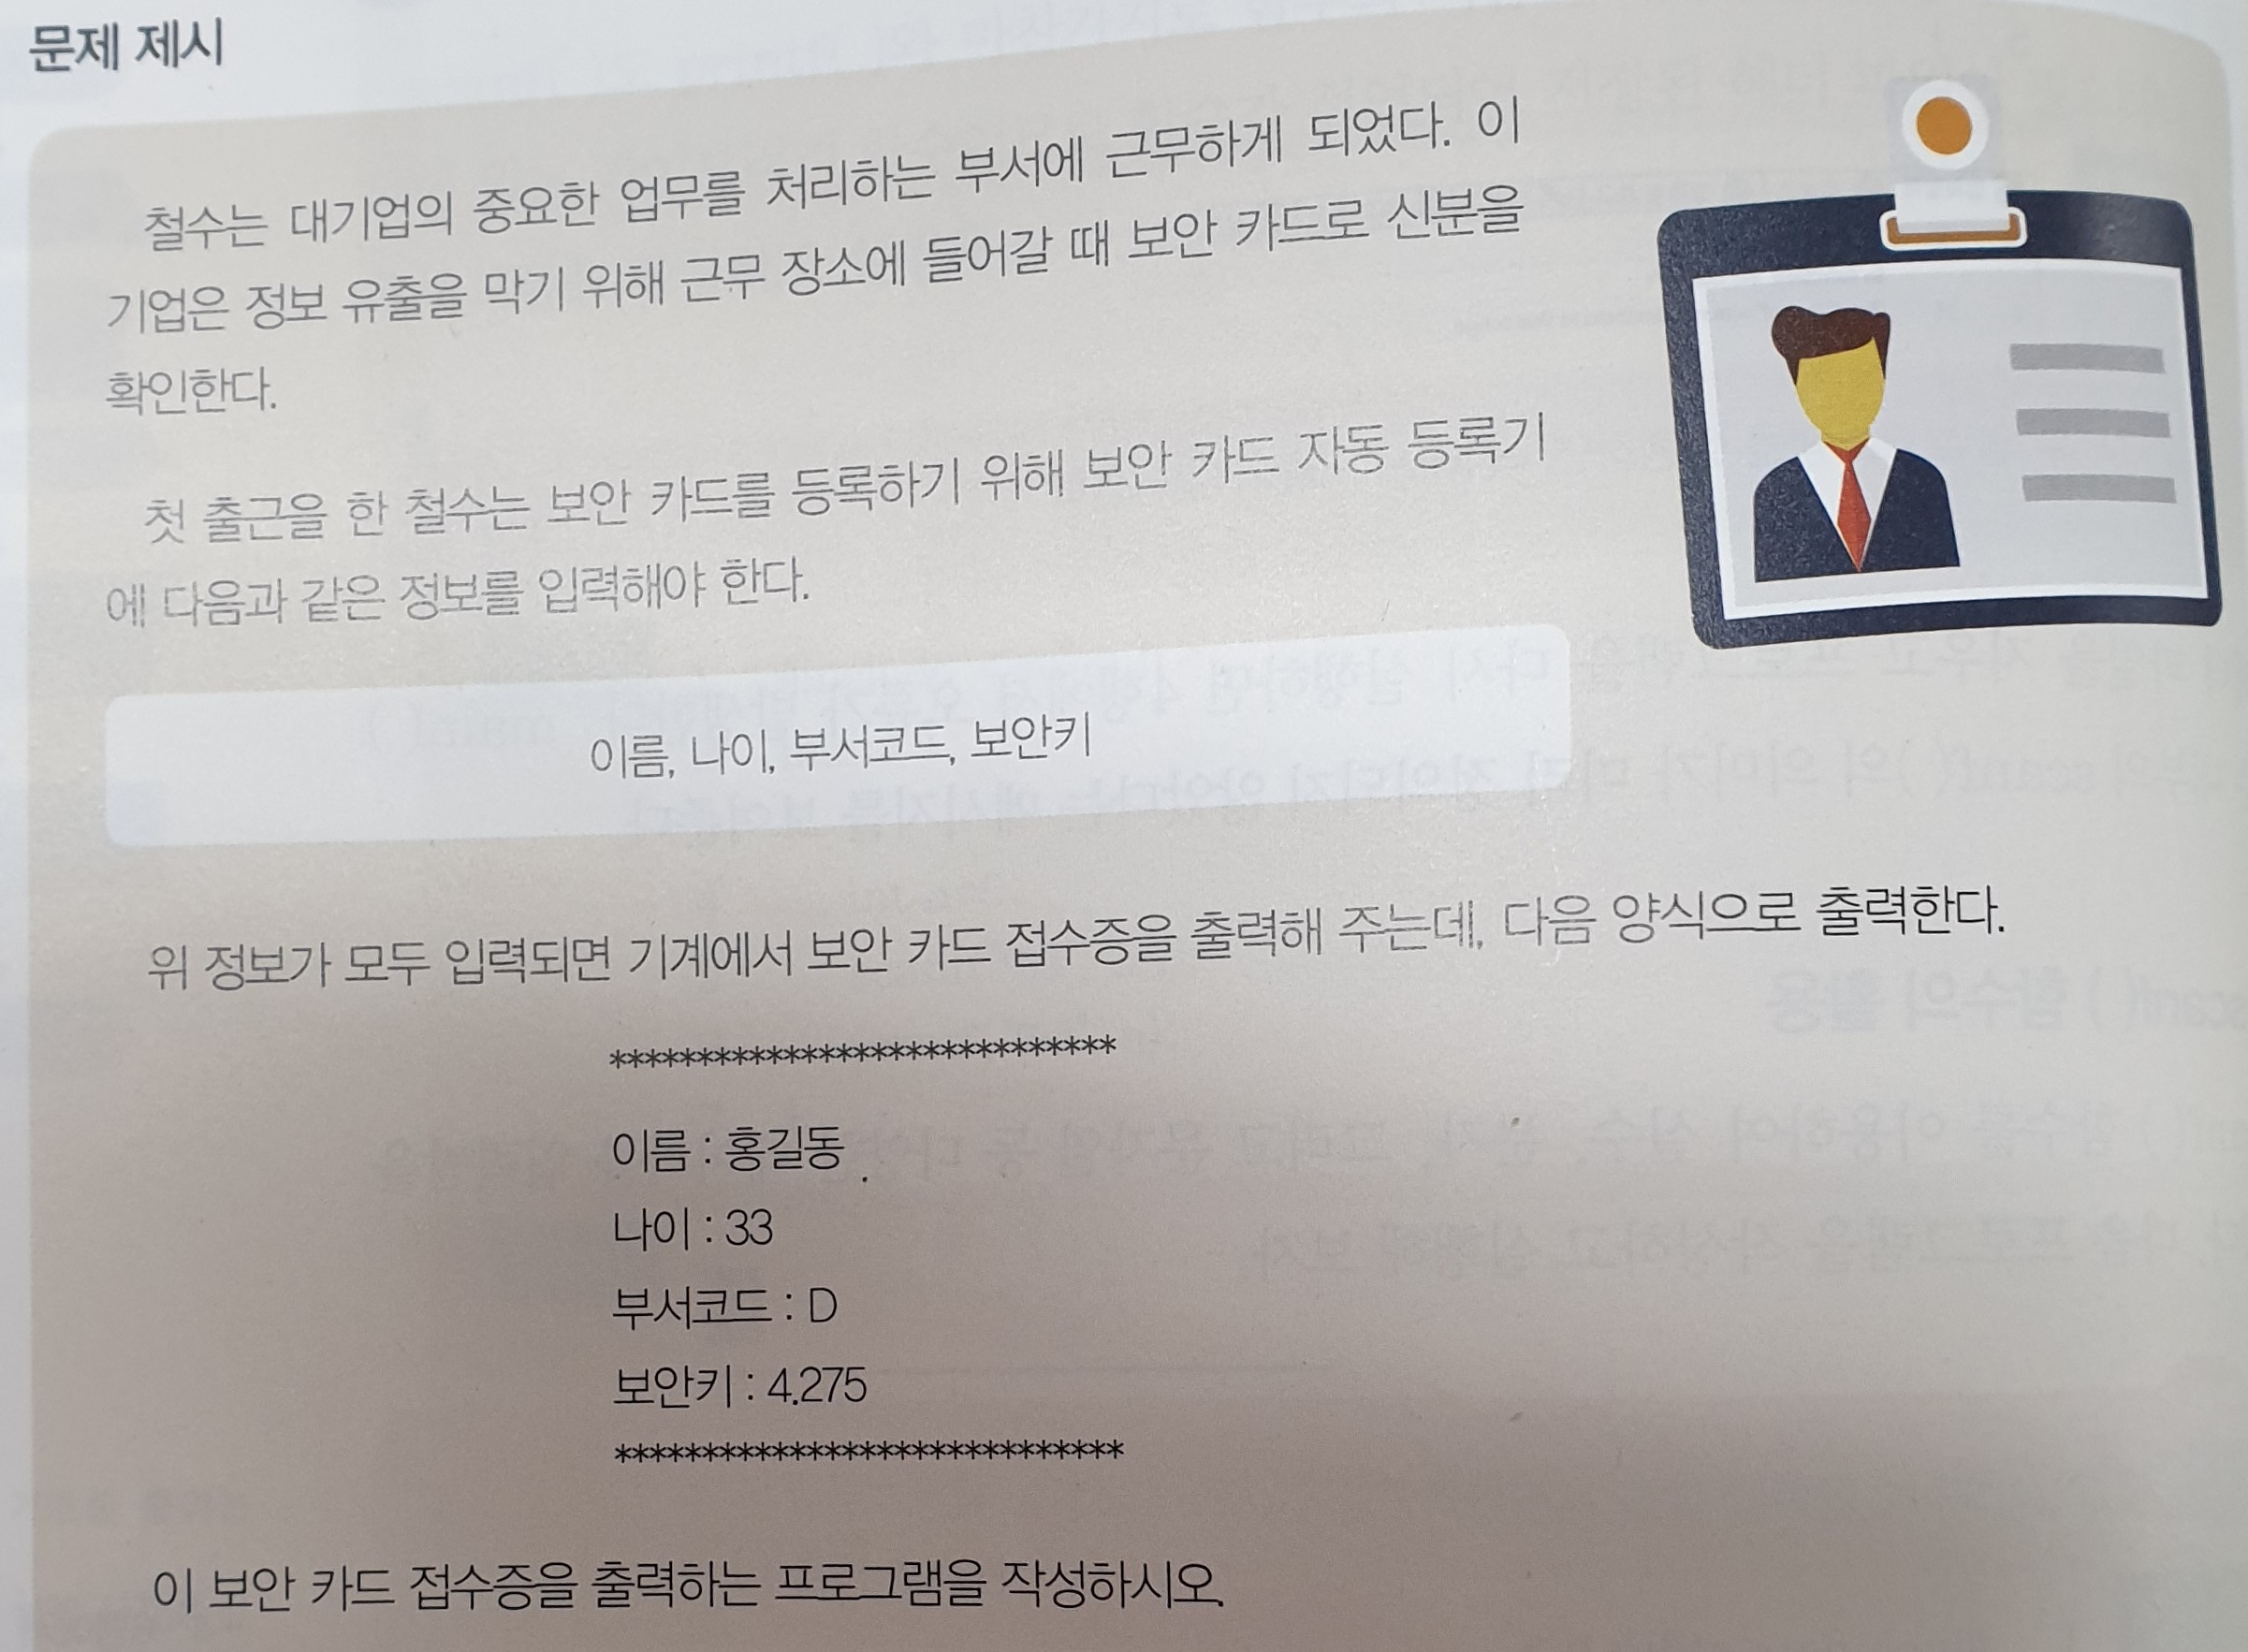 문제 제시
철수는 대기업의 중요한 업무를 처리하는 부서에 근무하게 되었다. 이
기업은 정보 유출을 막기 위해 근무 장소에 들어갈 때 보안 카드로 신분을
확인한다.
첫 출근을 한 철수는 보안 카드를 등록하기 위해 보안 카드 자동 등록기
에 다음과 같은 정보를 입력해야 한다.
이름, 나이, 부서코드, 보안키
위 정보가 모두 입력되면 기계에서 보안 카드 접수증을 출력해 주는데, 다음 양식으로 출력한다.
*****************************
이름 : 홍길동
나이 : 33
부서코드 : D
보안키 : 4.275
*****************************
이 보안 카드 접수증을 출력하는 프로그램을 작성하시오.